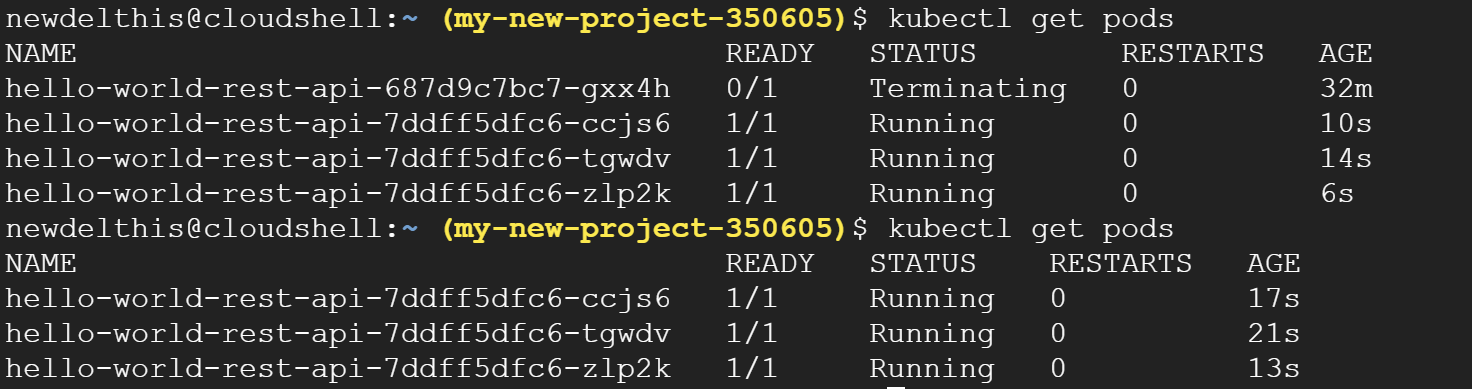 newdelthis@cloudshell:~ (my-new-project-350605)$ kubectl get pods
NAME READY STATUS RESTARTS AGE
hello-world-rest-api-687d9c7bc7-gxx4h 0/1 Terminating 0 32m
hello-world-rest-api-7ddff5dfc6-ccjs6 1/1 Running 0 10s
hello-world-rest-api-7ddff5dfc6-tgwdv 1/1 Running 0 14s
hello-world-rest-api-7ddff5dfc6-zlp2k 1/1 Running 0 6s
newdelthis@cloudshell:~ (my-new-project-350605)$ kubectl get pods
NAME READY STATUS RESTARTS AGE
hello-world-rest-api-7ddff5dfc6-ccjs6 1/1 Running 0 17s
hello-world-rest-api-7ddff5dfc6-tgwdv 1/1 Running 0 21s
hello-world-rest-api-7ddff5dfc6-zlp2k 1/1 Running 0 13s